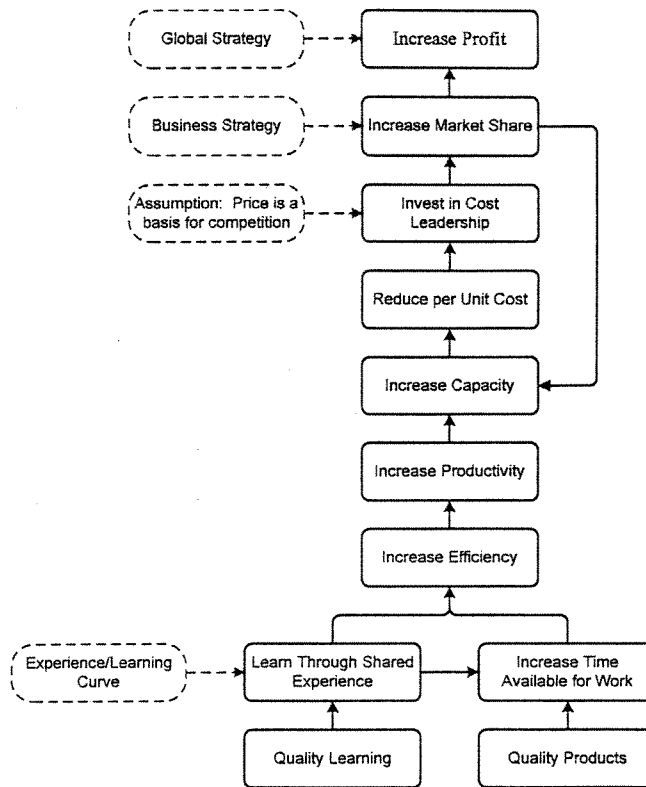 Global Strategy
Increase Profit
Business Strategy
Increase Market Share
Assumption: Price is a
basis for competition
Invest in Cost
Leadership
Reduce per Unit Cost
Increase Capacity
Increase Productivity
Increase Efficiency
Experience/Learning
Curve
Learn Through Shared
Experience
Increase Time
Available for Work
Quality Learning
Quality Products